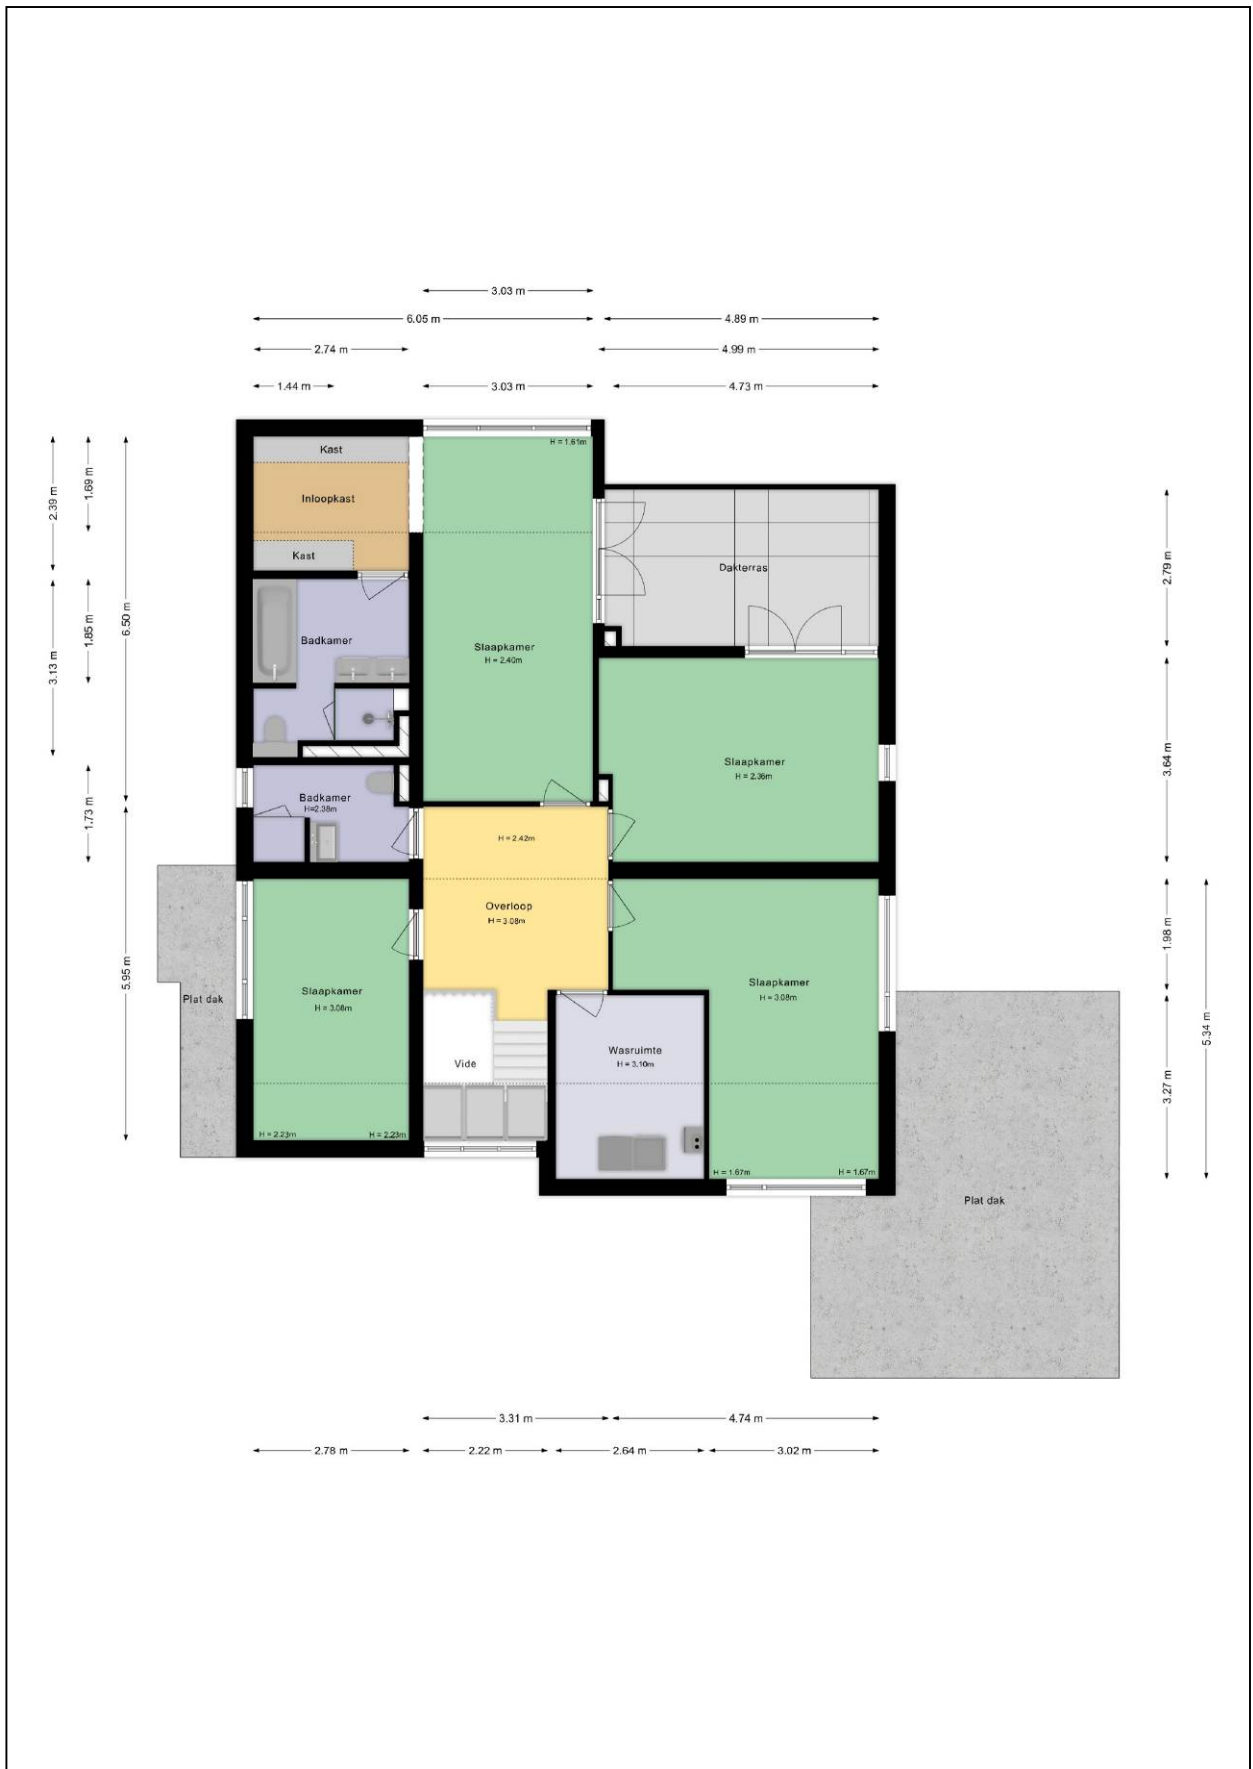 3.03 m
6.05 m
4.89 m
2.74 m
4.99 m
1.44 m
3.03 m
4.73 m
Kast
H = 1.61m
Inloopkast
Kast
2.39 m
1.69 m
6.50 m
1.85 m
3.13 m
1.73 m
5.95 m
Dakterras
2.79 m
Badkamer
Slaapkamer
H = 2.40m
Slaapkamer
H = 2.36m
3.64 m
Badkamer
H=2.38m
H = 2.42m
Overloop
H = 3.08m
Slaapkamer
H = 3.08m
Slaapkamer
H = 3.08m
Plat dak
1.98 m
5.34 m
3.27 m
Wasruimte
H = 3.10m
Vide
H = 2.23m
H = 2.23m
H = 1.67m
H = 1.67m
Plat dak
3.31 m
4.74 m
2.78 m
2.22 m
2.64 m
3.02 m